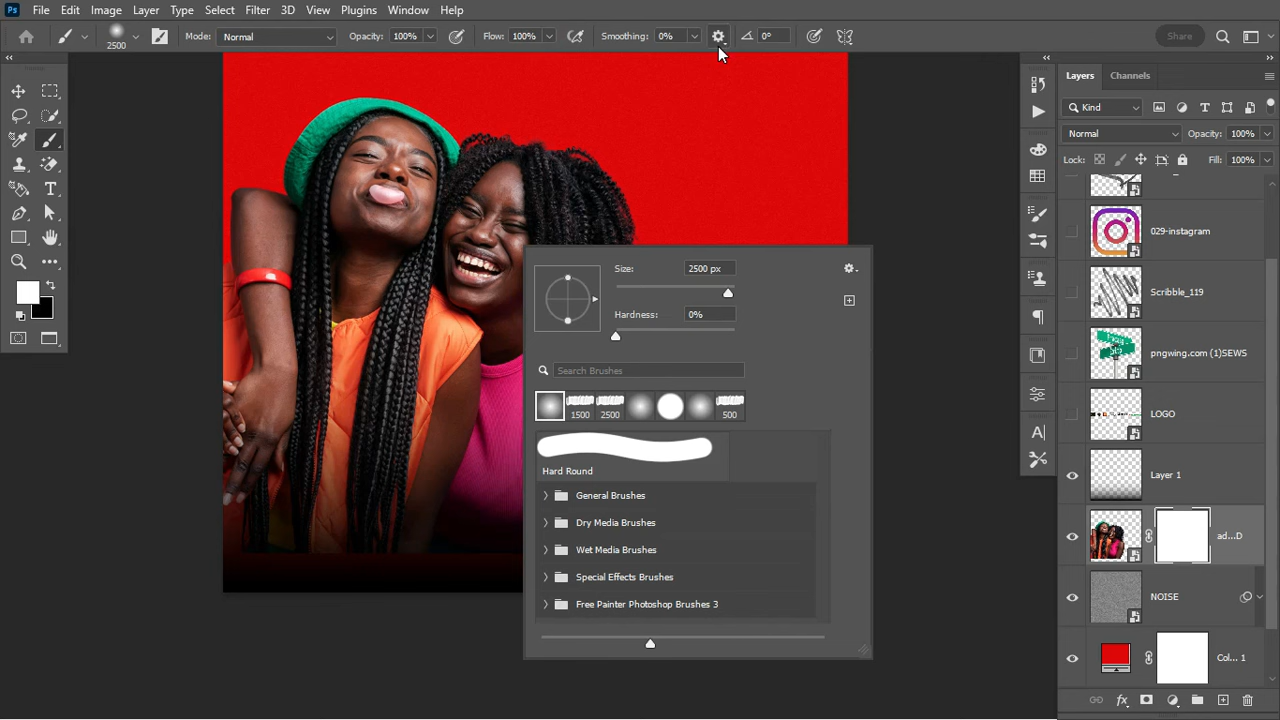 Ps File Edit Image Layer Type Select Filter 3D View Plugins Window Help
2500 Mode: Normal Opacity: 100% Flow: 100% Smoothing: 0% 0° Share
Layers Channels
Kind
Normal Opacity: 100%
Lock: Fill: 100%
029-instagram
Size: 2500 px
Scribble_119
Hardness: 0%
pngwing.com (1)SEWS
Search Brushes
1500 2500 500
LOGO
Hard Round
Layer 1
General Brushes
Dry Media Brushes
ad...D
Wet Media Brushes
Special Effects Brushes
NOISE
Free Painter Photoshop Brushes 3
Col... 1